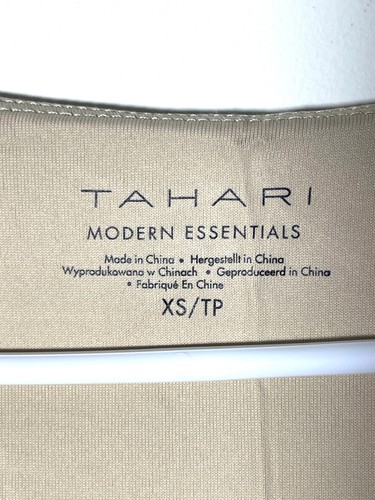 TAHARI
MODERN ESSENTIALS
Made in China • Hergestellt in China
Wyprodukowano w Chinach • Geproduceerd in China
• Fabriqué En Chine
XS/TP